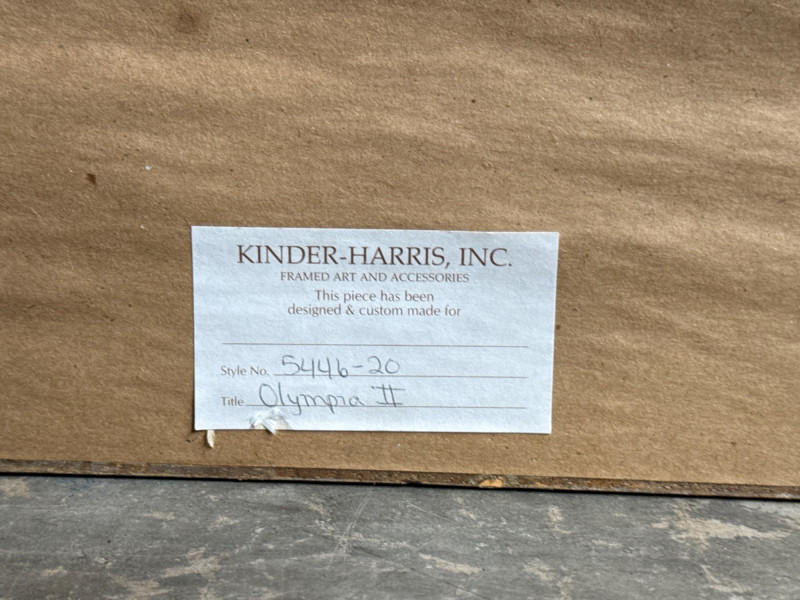 KINDER-HARRIS, INC.
FRAMED ART AND ACCESSORIES
This piece has been
designed & custom made for
Style No. 5446-20
Title Olympia II